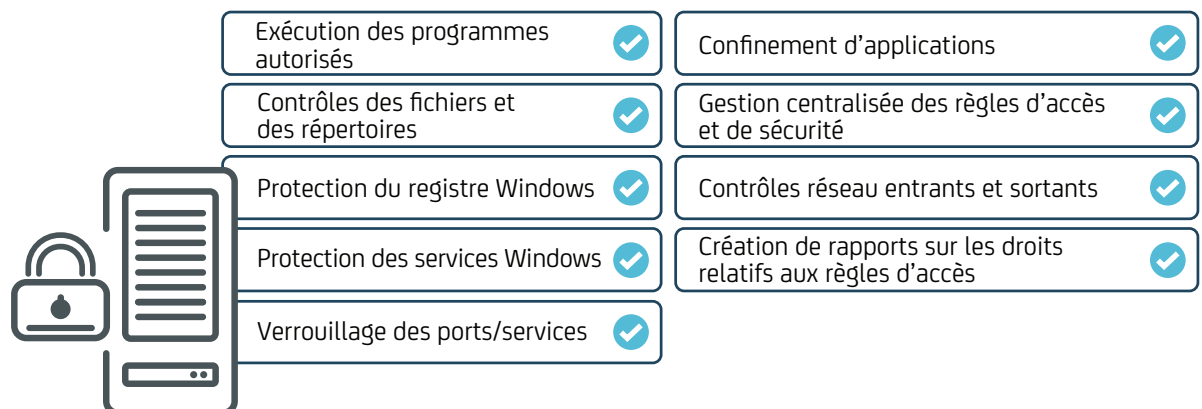 Exécution des programmes
autorisés
Contrôles des fichiers et
des répertoires
Protection du registre Windows
Protection des services Windows
Verrouillage des ports/services
Confinement d’applications
Gestion centralisée des règles d’accès
et de sécurité
Contrôles réseau entrants et sortants
Création de rapports sur les droits
relatifs aux règles d’accès